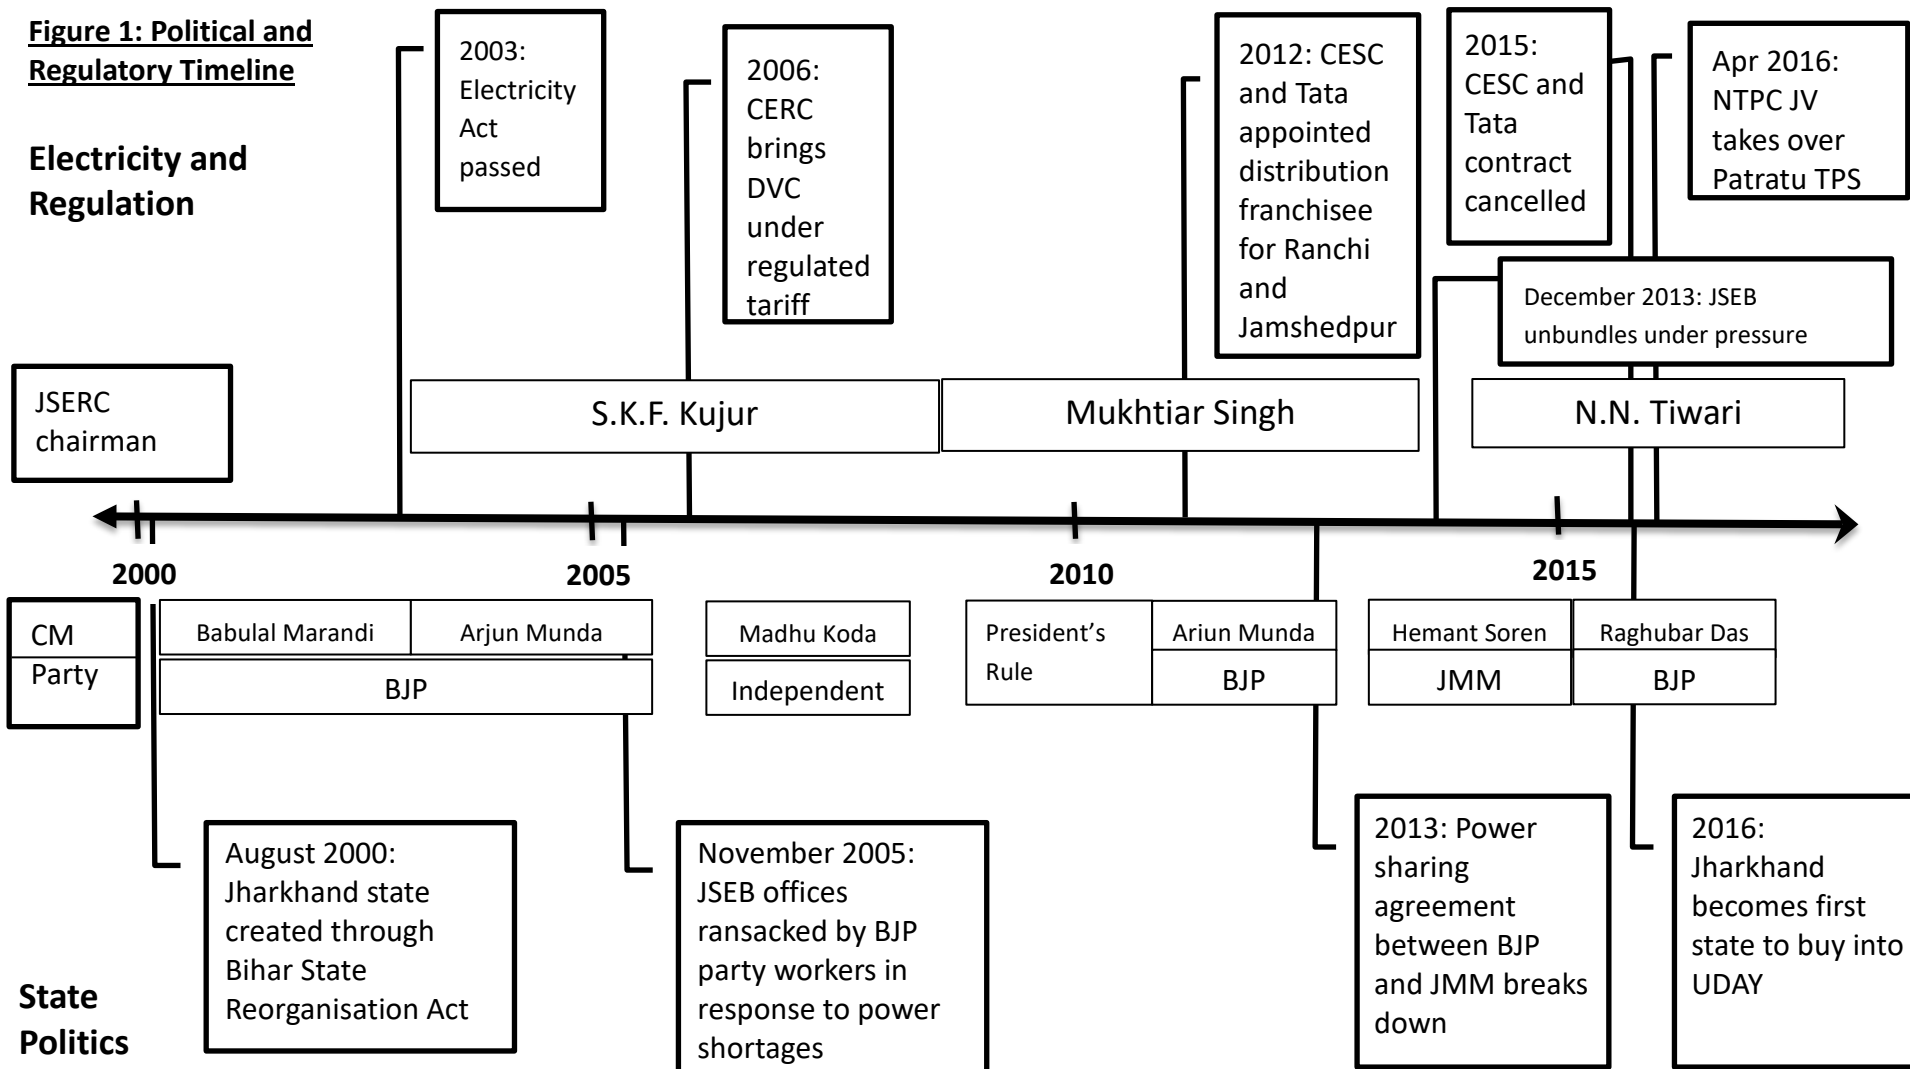 Figure 1: Political and
Regulatory Timeline
Electricity and
Regulation
2003:
Electricity
Act
passed
2006:
CERC
brings
DVC
under
regulated
tariff
2012: CESC
and Tata
appointed
distribution
franchisee
for Ranchi
and
Jamshedpur
2015:
CESC and
Tata
contract
cancelled
Apr 2016:
NTPC JV
takes over
Patratu TPS
December 2013: JSEB
unbundles under pressure
JSERC
chairman
S.K.F. Kujur
Mukhtiar Singh
N.N. Tiwari
2000
2005
2010
2015
CM
Party
Babulal Marandi
Arjun Munda
BJP
Madhu Koda
Independent
President's
Rule
Arjun Munda
BJP
Hemant Soren
JMM
Raghubar Das
BJP
August 2000:
Jharkhand state
created through
Bihar State
Reorganisation Act
November 2005:
JSEB offices
ransacked by BJP
party workers in
response to power
shortages
2013: Power
sharing
agreement
between BJP
and JMM breaks
down
2016:
Jharkhand
becomes first
state to buy into
UDAY
State
Politics